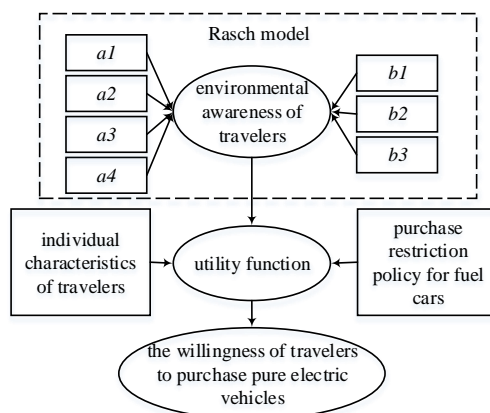 Rasch model
a1
a2
a3
a4
environmental
awareness of
travelers
b1
b2
b3
individual
characteristics
of travelers
utility function
purchase
restriction
policy for fuel
cars
the willingness of travelers
to purchase pure electric
vehicles